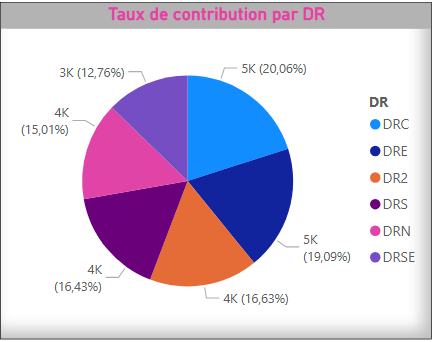 Taux de contribution par DR
3K (12,76%)
5K (20,06%)
4K
(15,01%)
DR
DRC
DRE
DR2
DRS
DRN
DRSE
5K
(19,09%)
4K
(16,43%)
4K (16,63%)